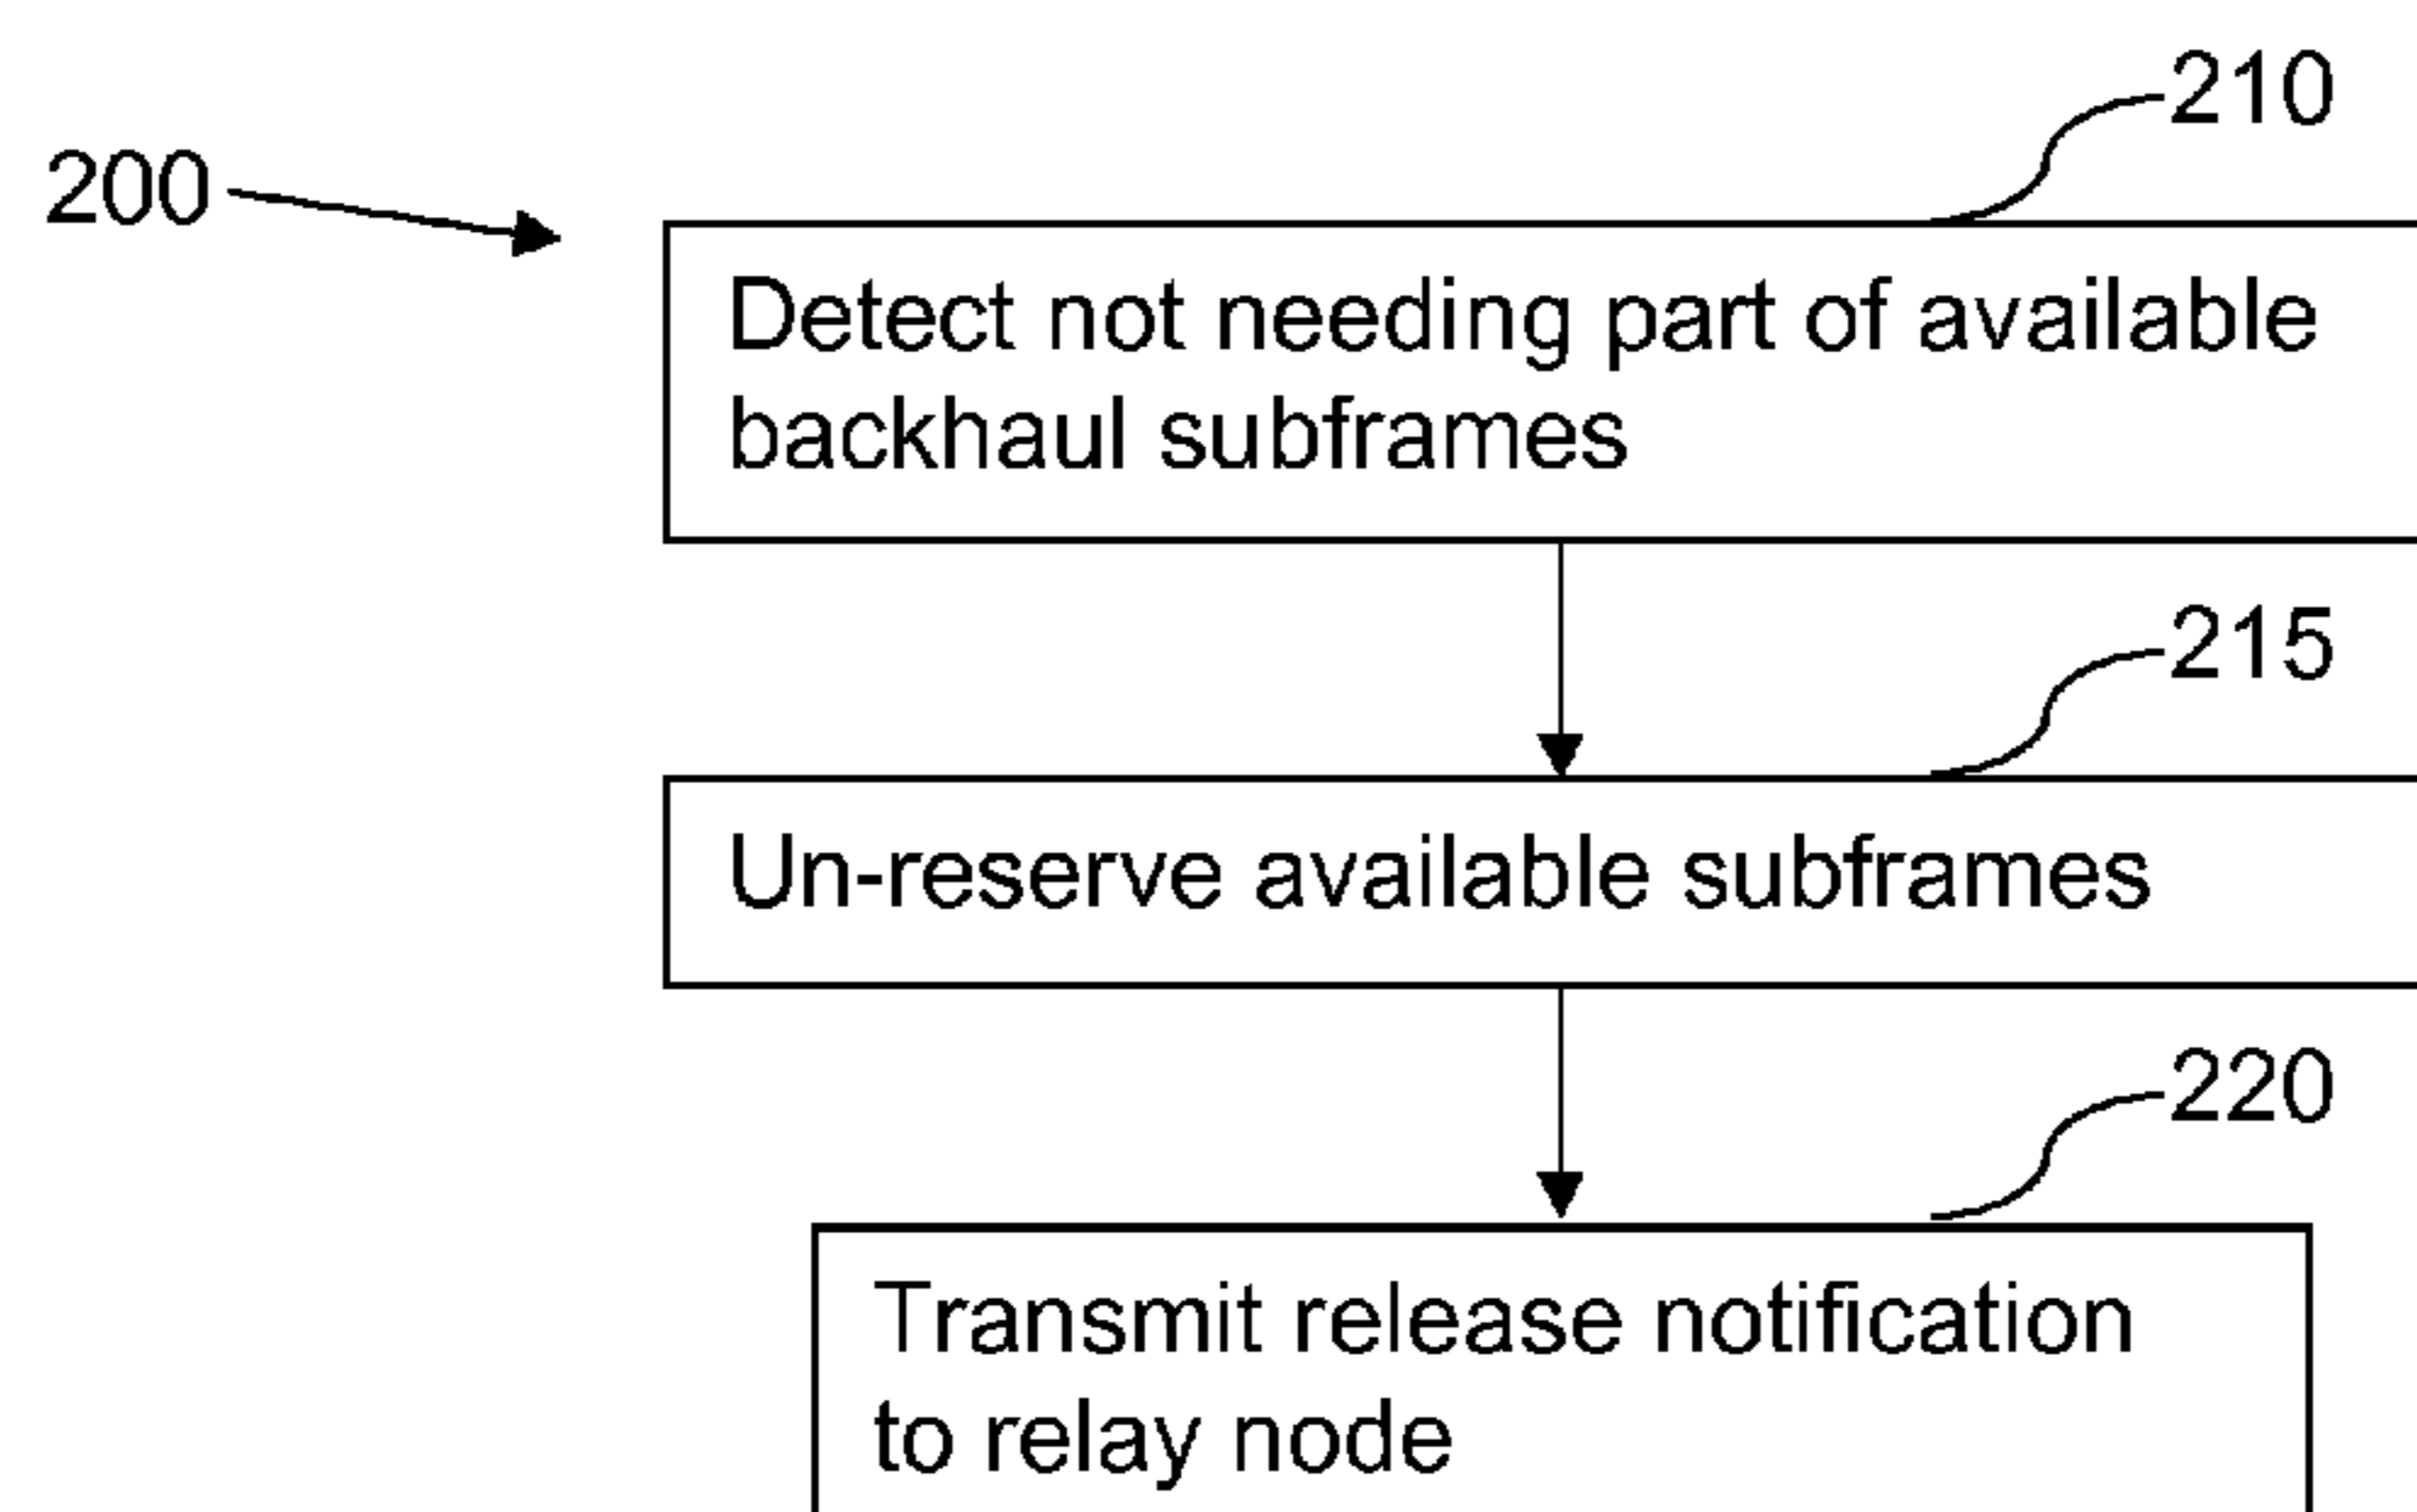 210
200
Detect not needing part of available
backhaul subframes
215
Un-reserve available subframes
220
Transmit release notification
to relay node